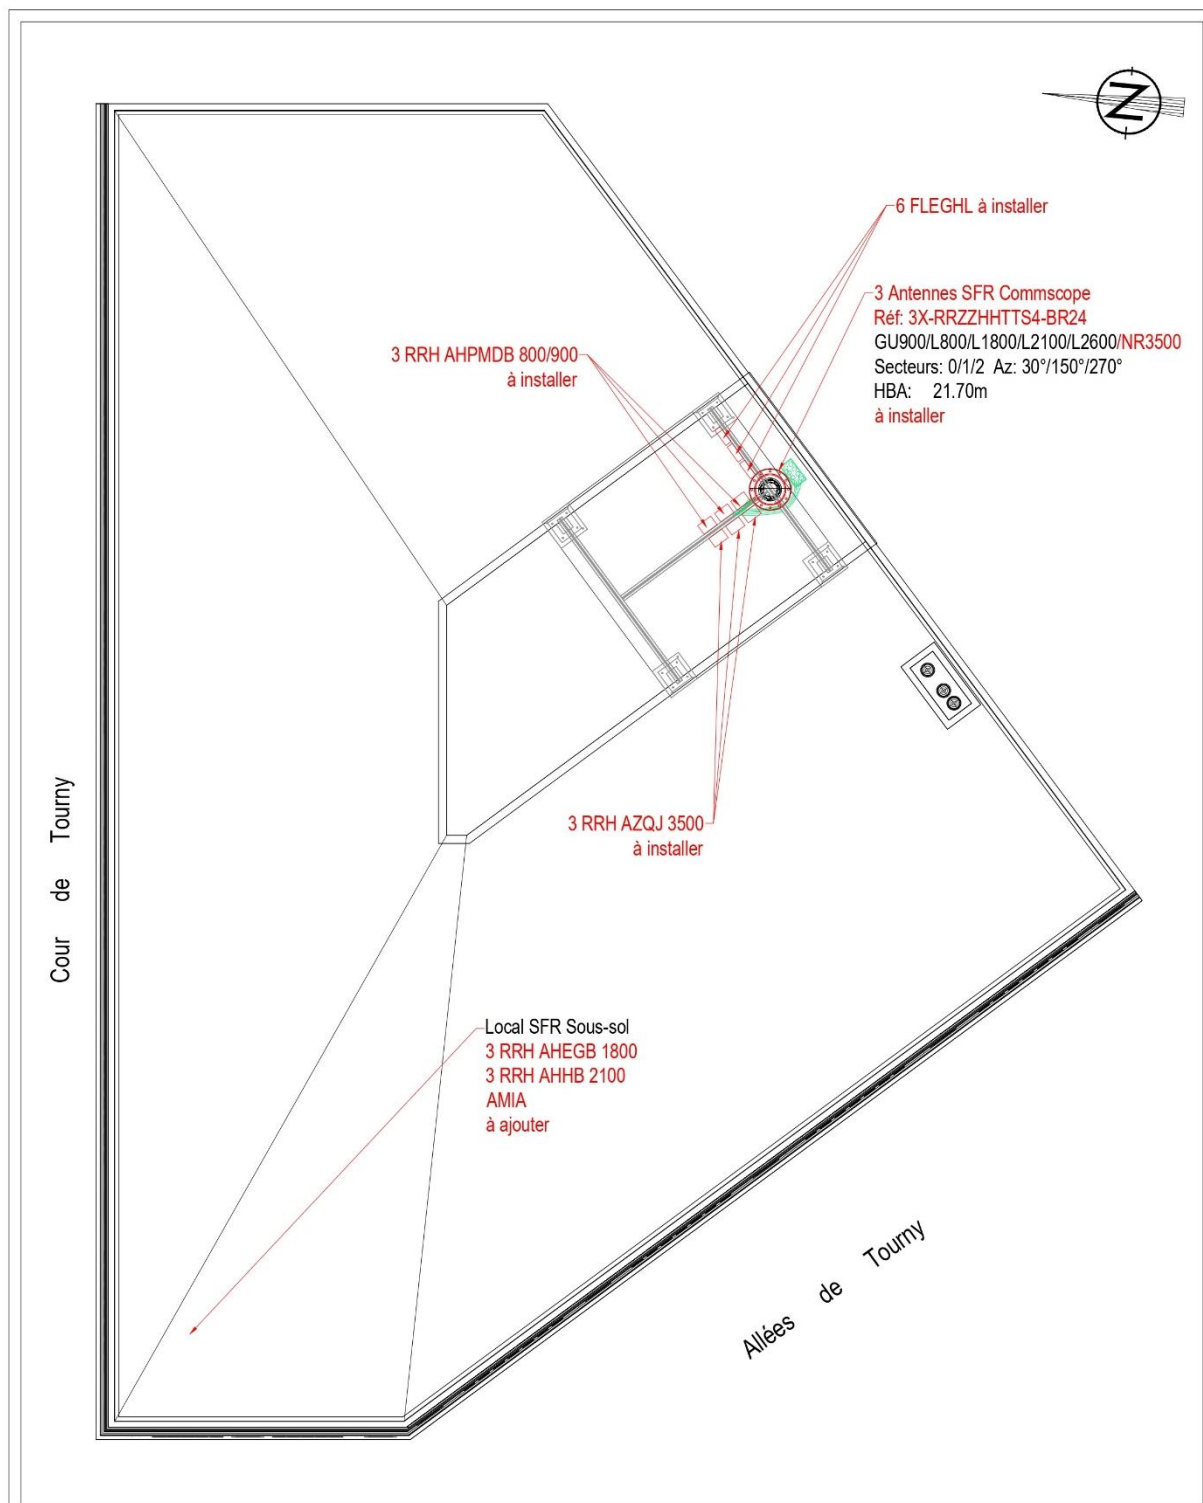 N
6 FLEGHL à installer
3 Antennes SFR Commscope
Réf: 3X-RRZZHHTTS4-BR24
GU900/L800/L1800/L2100/L2600/NR3500
Secteurs: 0/1/2 Az: 30°/150°/270°
HBA: 21.70m
à installer
3 RRH AHPMDB 800/900
à installer
3 RRH AZQJ 3500
à installer
Cour de Tourny
Local SFR Sous-sol
3 RRH AHEGB 1800
3 RRH AHHB 2100
AMIA
à ajouter
Allées de Tourny